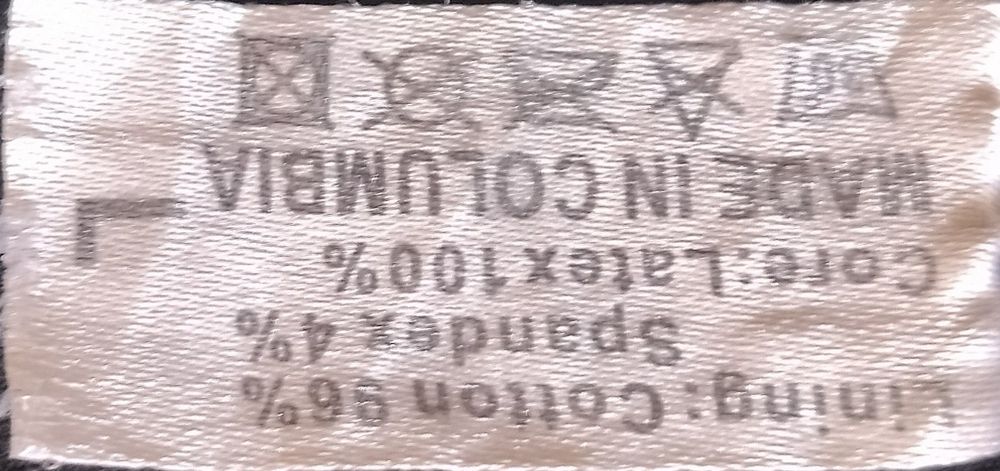 Lining: Cotton 96%
Spandex 4%
Core:Latex100%
MADE IN COLUMBIA
L